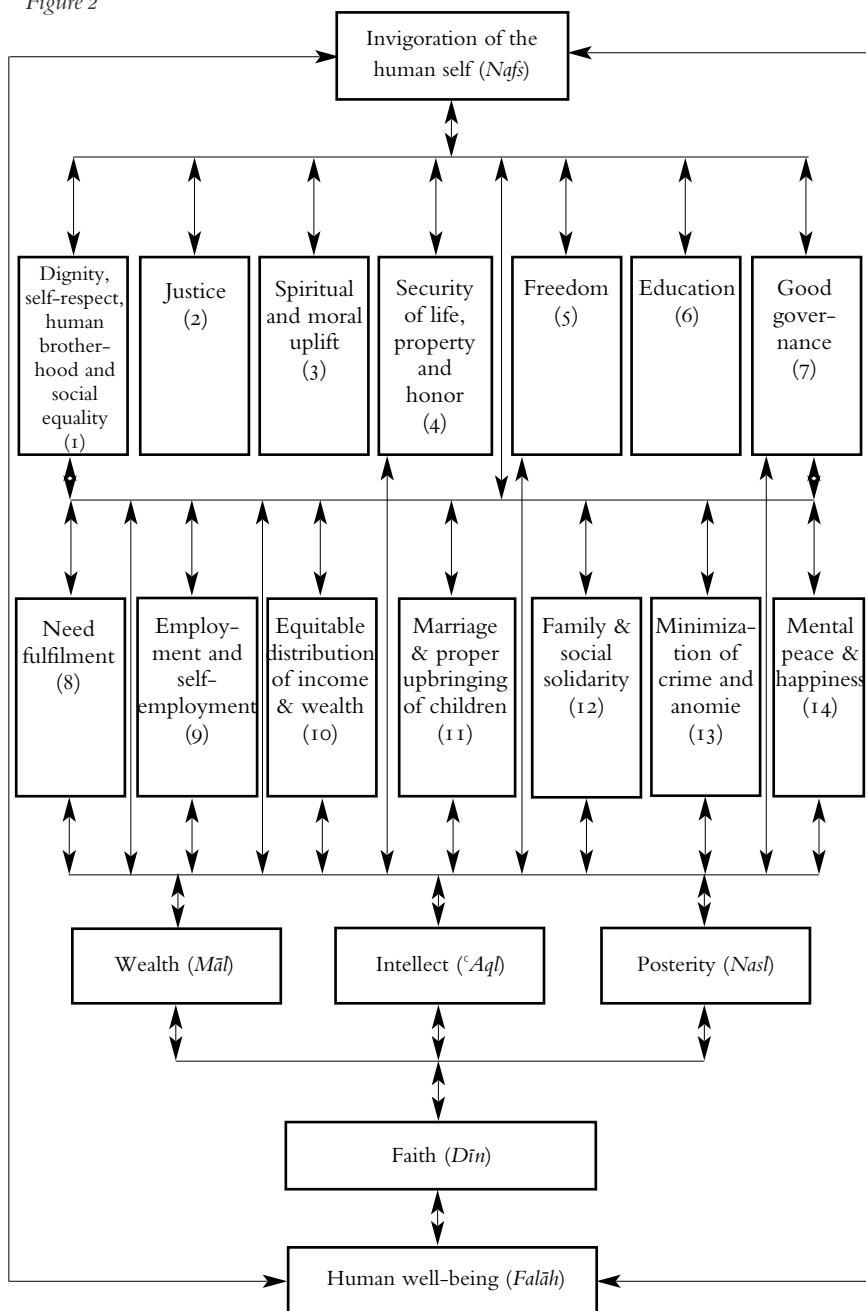 Figure 2
Invigoration of the
human self (Nafs)
Dignity,
self-respect,
human
brother-
hood and
social
equality
(1)
Justice
(2)
Spiritual
and moral
uplift
(3)
Security
of life,
property
and
honor
(4)
Freedom
(5)
Education
(6)
Good
gover-
nance
(7)
Need
fulfilment
(8)
Employ-
ment and
self-
employment
(9)
Equitable
distribution
of income
& wealth
(10)
Marriage
& proper
upbringing
of children
(11)
Family &
social
solidarity
(12)
Minimiza-
tion of
crime and
anomie
(13)
Mental
peace &
happiness
(14)
Wealth (Māl)
Intellect (ʿAql)
Posterity (Nasl)
Faith (Dīn)
Human well-being (Falāh)